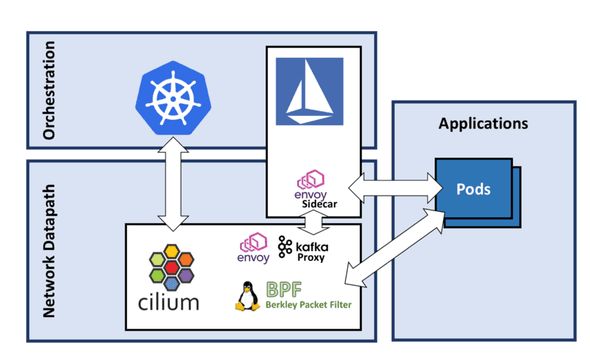 Orchestration
envoy
Sidecar
Network Datapath
cilium
envoy
kafka
Proxy
BPF
Berkley Packet Filter
Applications
Pods